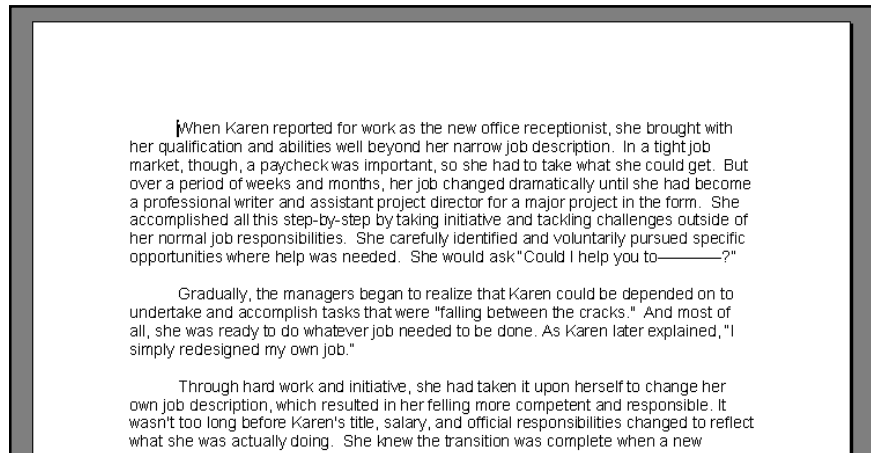 When Karen reported for work as the new office receptionist, she brought with
her qualification and abilities well beyond her narrow job description.  In a tight job
market, though, a paycheck was important, so she had to take what she could get.  But
over a period of weeks and months, her job changed dramatically until she had become
a professional writer and assistant project director for a major project in the form.  She
accomplished all this step-by-step by taking initiative and tackling challenges outside of
her normal job responsibilities.  She carefully identified and voluntarily pursued specific
opportunities where help was needed.  She would ask "Could I help you to————?"
Gradually, the managers began to realize that Karen could be depended on to
undertake and accomplish tasks that were "falling between the cracks."  And most of
all, she was ready to do whatever job needed to be done. As Karen later explained, "I
simply redesigned my own job."
Through hard work and initiative, she had taken it upon herself to change her
own job description, which resulted in her felling more competent and responsible. It
wasn't too long before Karen's title, salary, and official responsibilities changed to reflect
what she was actually doing.  She knew the transition was complete when a new